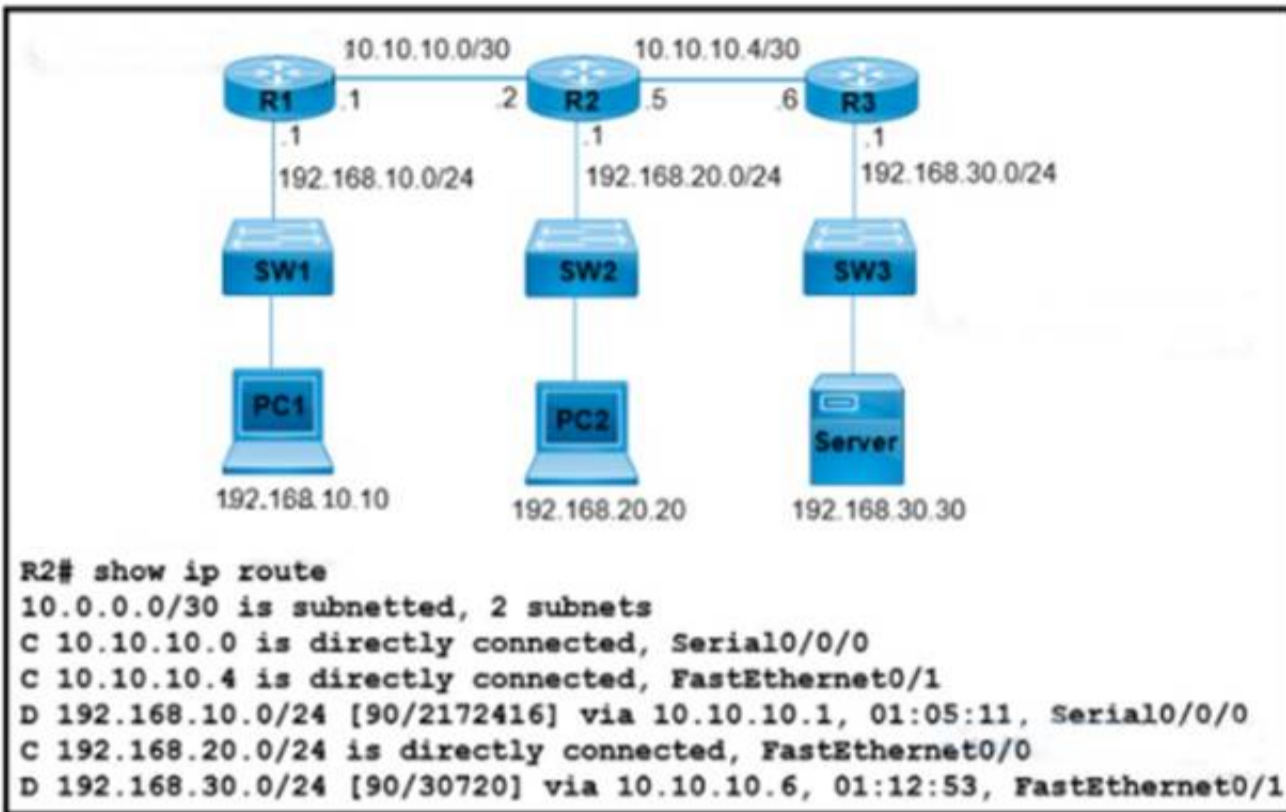 10.10.10.0/30 10.10.10.4/30
R1 .1 .2 R2 .5 .6 R3
.1 .1 .1
192.168.10.0/24 192.168.20.0/24 192.168.30.0/24
SW1 SW2 SW3
PC1 PC2 Server
192.168.10.10 192.168.20.20 192.168.30.30
R2# show ip route
10.0.0.0/30 is subnetted, 2 subnets
C 10.10.10.0 is directly connected, Serial0/0/0
C 10.10.10.4 is directly connected, FastEthernet0/1
D 192.168.10.0/24 [90/2172416] via 10.10.10.1, 01:05:11, Serial0/0/0
C 192.168.20.0/24 is directly connected, FastEthernet0/0
D 192.168.30.0/24 [90/30720] via 10.10.10.6, 01:12:53, FastEthernet0/1